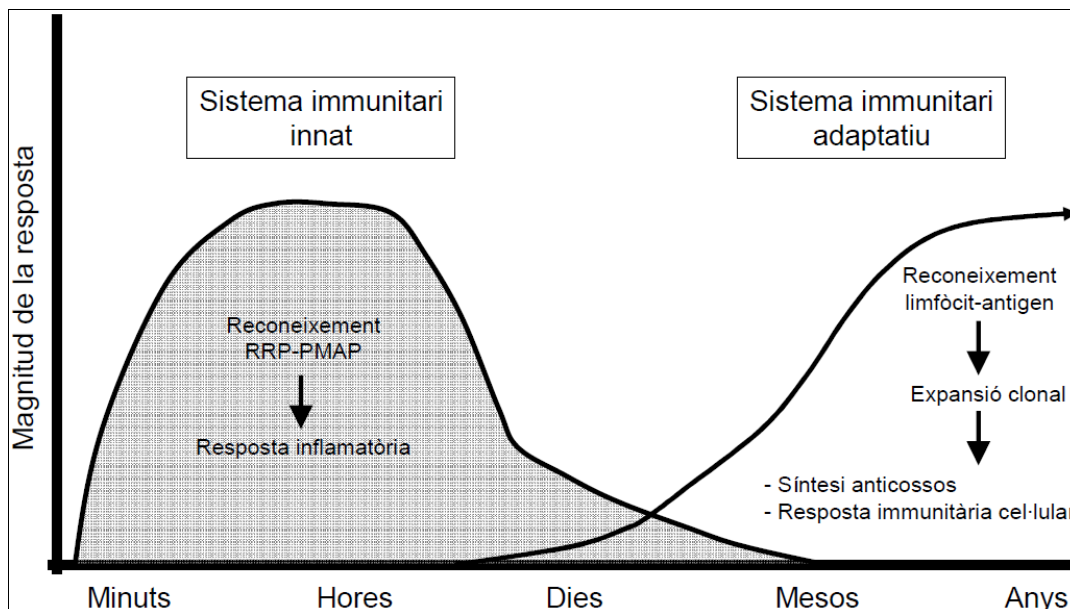 Sistema immunitari
innat
Sistema immunitari
adaptatiu
Magnitud de la resposta
Reconeixement
RRP-PMAP
Resposta inflamatòria
Reconeixement
limfòcit-antigen
Expansió clonal
- Síntesi anticossos
- Resposta immunitària cel·lular
Minuts Hores Dies Mesos Anys